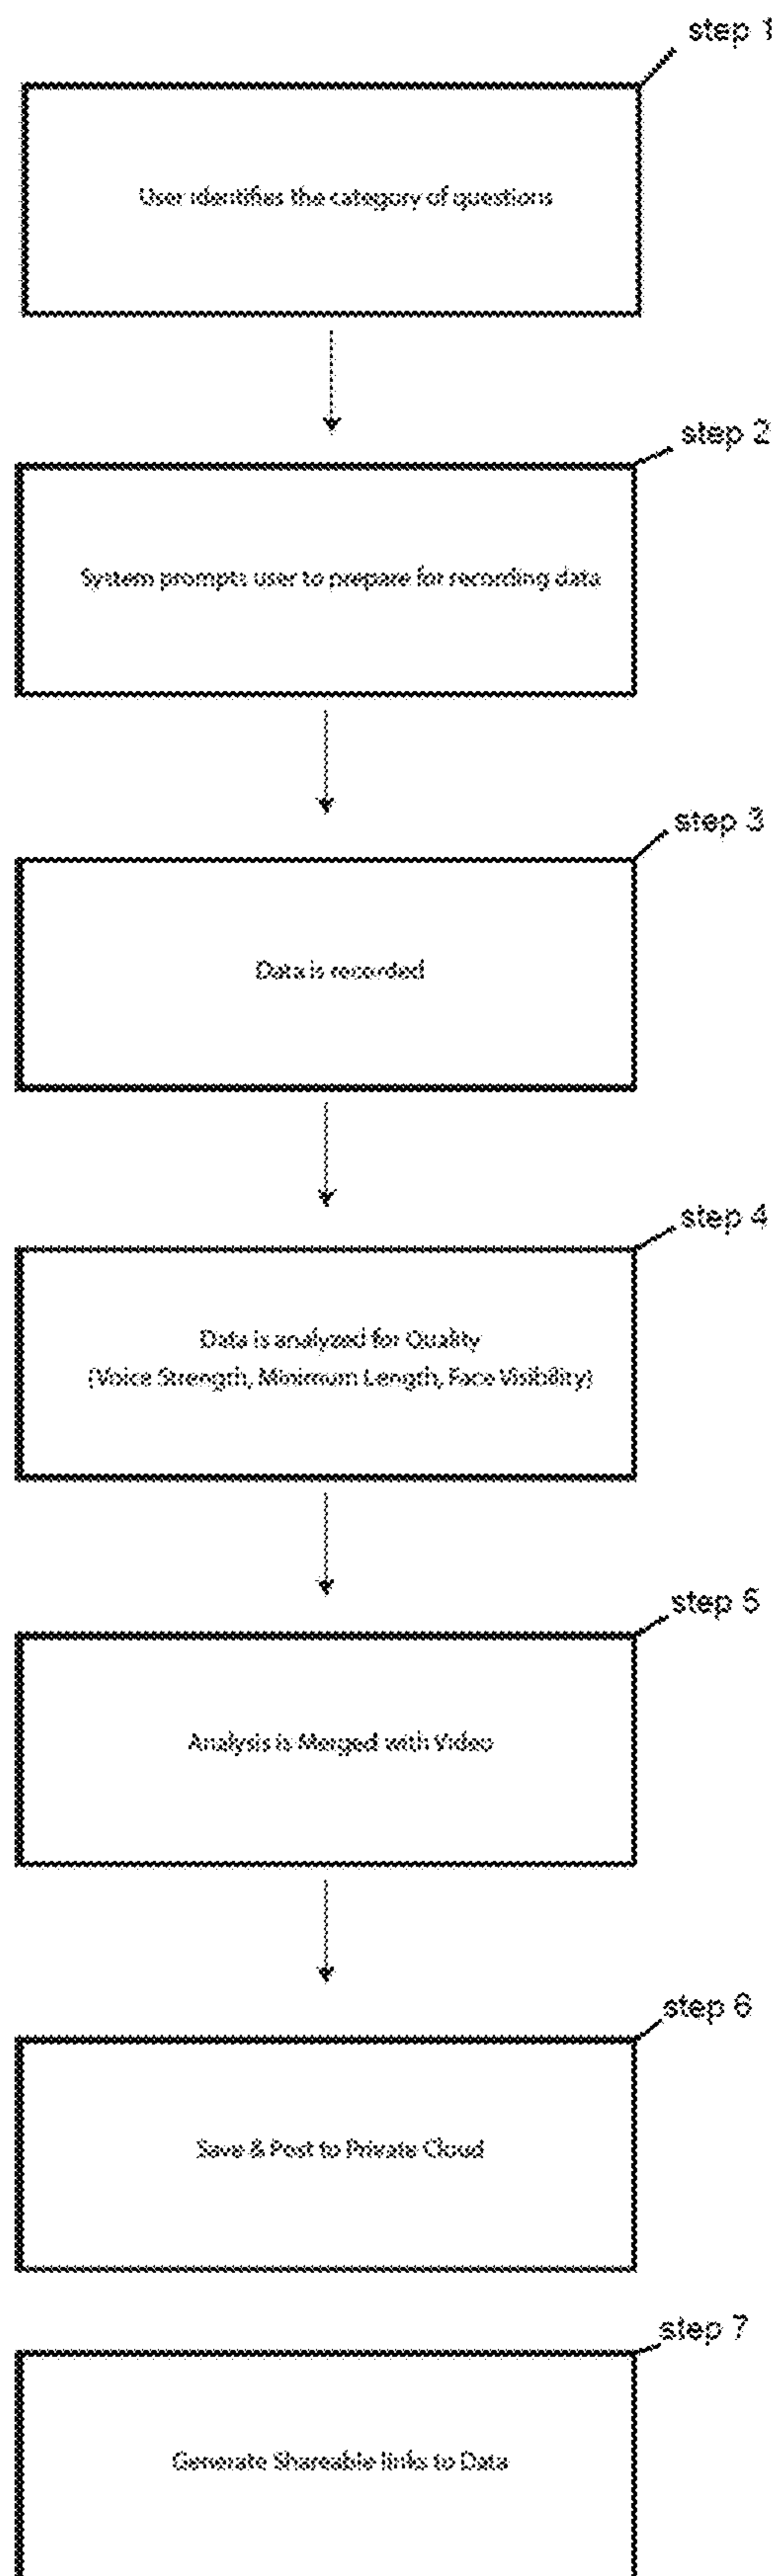 step 1
User identifies the category of questions
step 2
System prompts user to prepare for recording data
step 3
Data is recorded
step 4
Data is analyzed for Quality
(Voice Strength, Minimum Length, Face Visibility)
step 5
Analysis is Merged with Video
step 6
Save & Post to Private Cloud
step 7
Generate Shareable links to Data